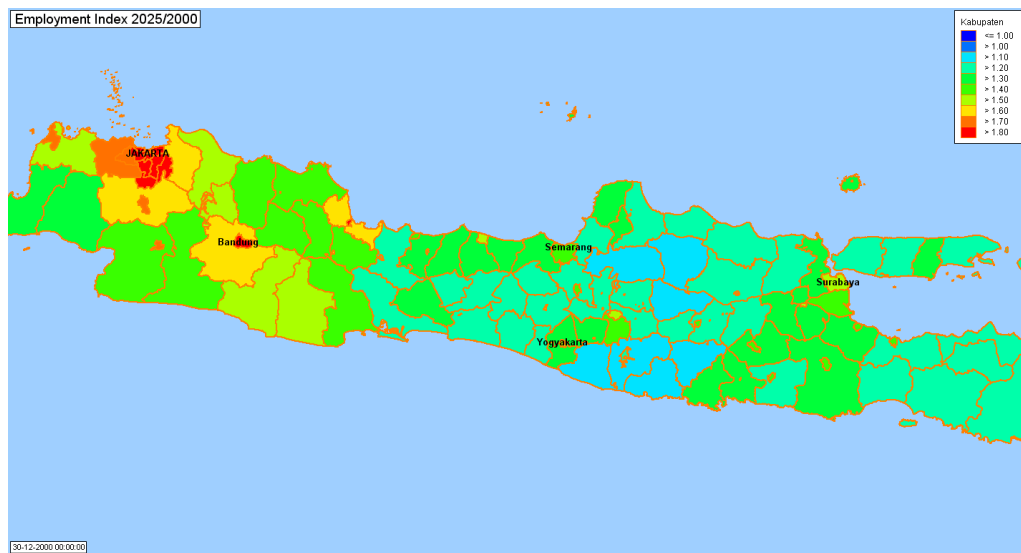 Employment Index 2025/2000
Kabupaten
<= 1.00
> 1.00
> 1.10
> 1.20
> 1.30
> 1.40
> 1.50
> 1.60
> 1.70
> 1.80
JAKARTA
Bandung
Semarang
Surabaya
Yogyakarta
30-12-2000 00:00:00